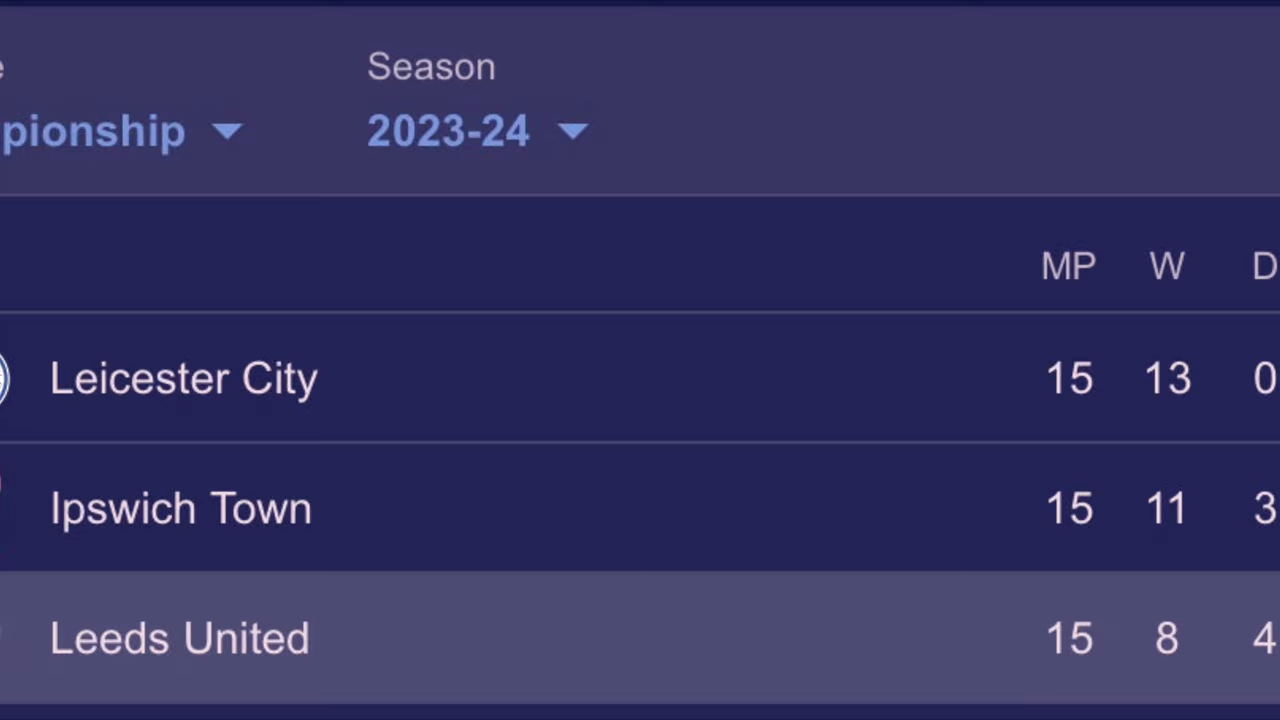 e Season
pionship 2023-24
MP W D
Leicester City 15 13 0
Ipswich Town 15 11 3
Leeds United 15 8 4